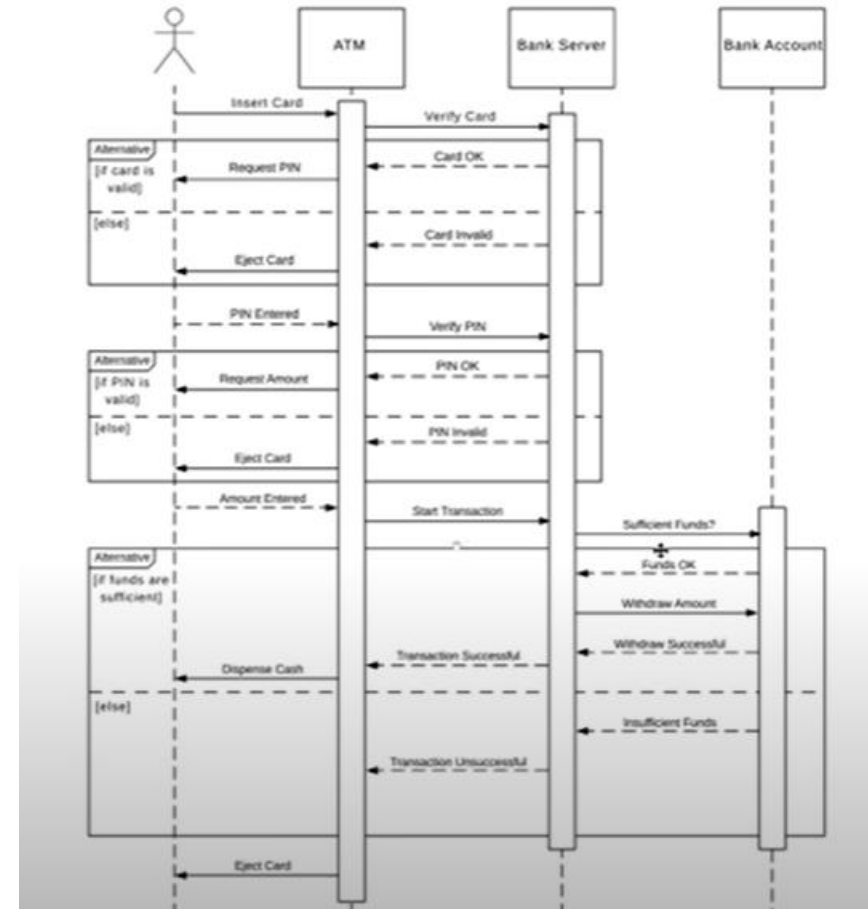 ATM
Bank Server
Bank Account
Insert Card
Verify Card
Alternative
[if card is
valid]
Card OK
Request PIN
[else]
Card Invalid
Eject Card
PIN Entered
Verify PIN
Alternative
[if PIN is
valid]
PIN OK
Request Amount
[else]
PIN Invalid
Eject Card
Amount Entered
Start Transaction
Sufficient Funds?
Alternative
[if funds are
sufficient]
Funds OK
Withdraw Amount
Withdraw Successful
Transaction Successful
Dispense Cash
[else]
Insufficient Funds
Transaction Unsuccessful
Eject Card